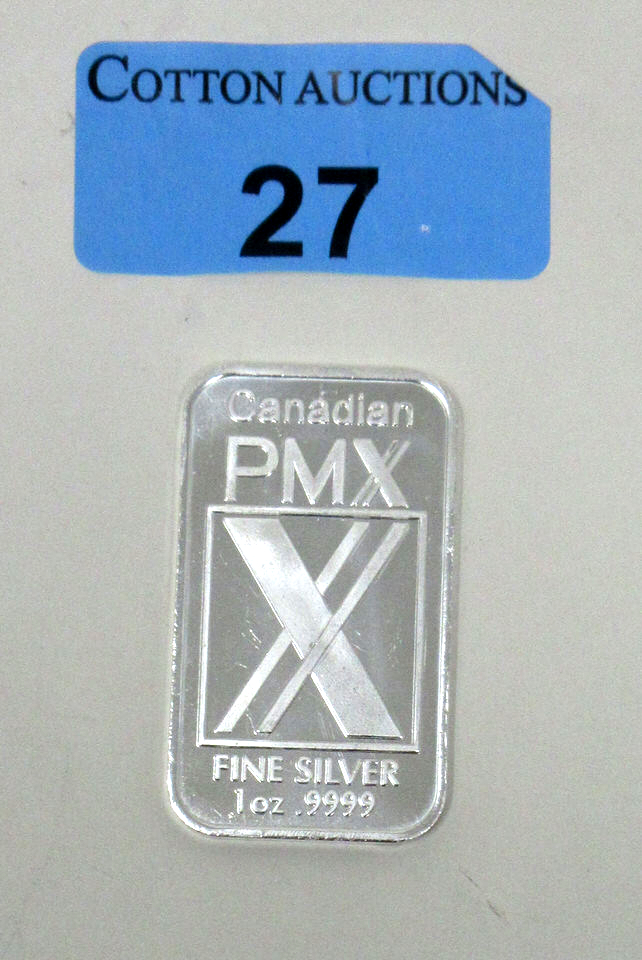 COTTON AUCTIONS
27
Canadian
PMX
X
FINE SILVER
1oz .9999